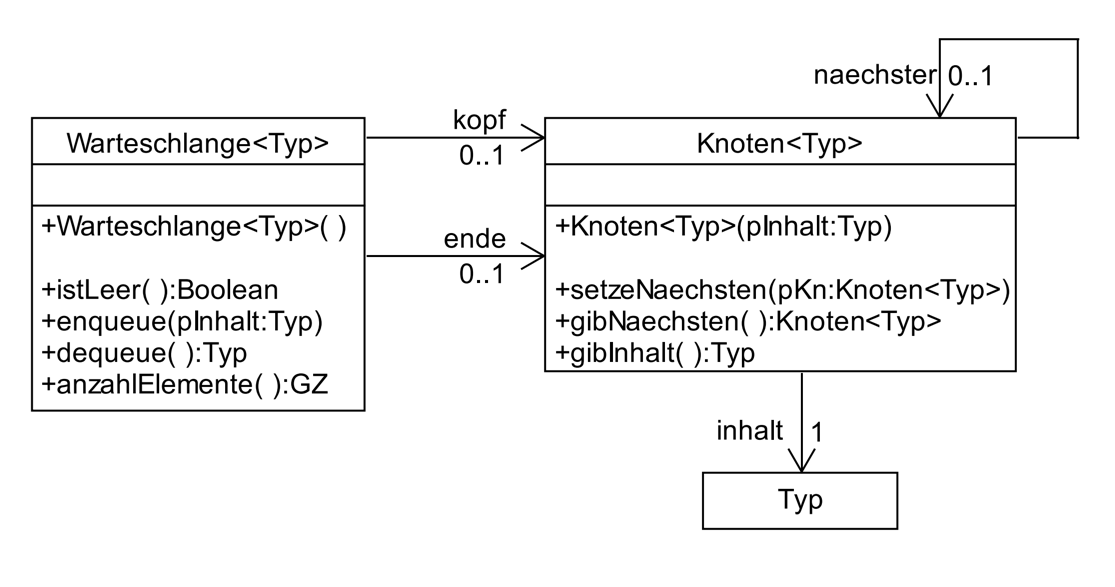 naechster 0..1
kopf
Warteschlange<Typ>
Knoten<Typ>
0..1
+Warteschlange<Typ>( )
+istLeer( ):Boolean
+enqueue(pInhalt:Typ)
+dequeue( ):Typ
+anzahlElemente( ):GZ
ende
0..1
+Knoten<Typ>(pInhalt:Typ)
+setzeNaechsten(pKn:Knoten<Typ>)
+gibNaechsten( ):Knoten<Typ>
+gibInhalt( ):Typ
inhalt 1
Typ